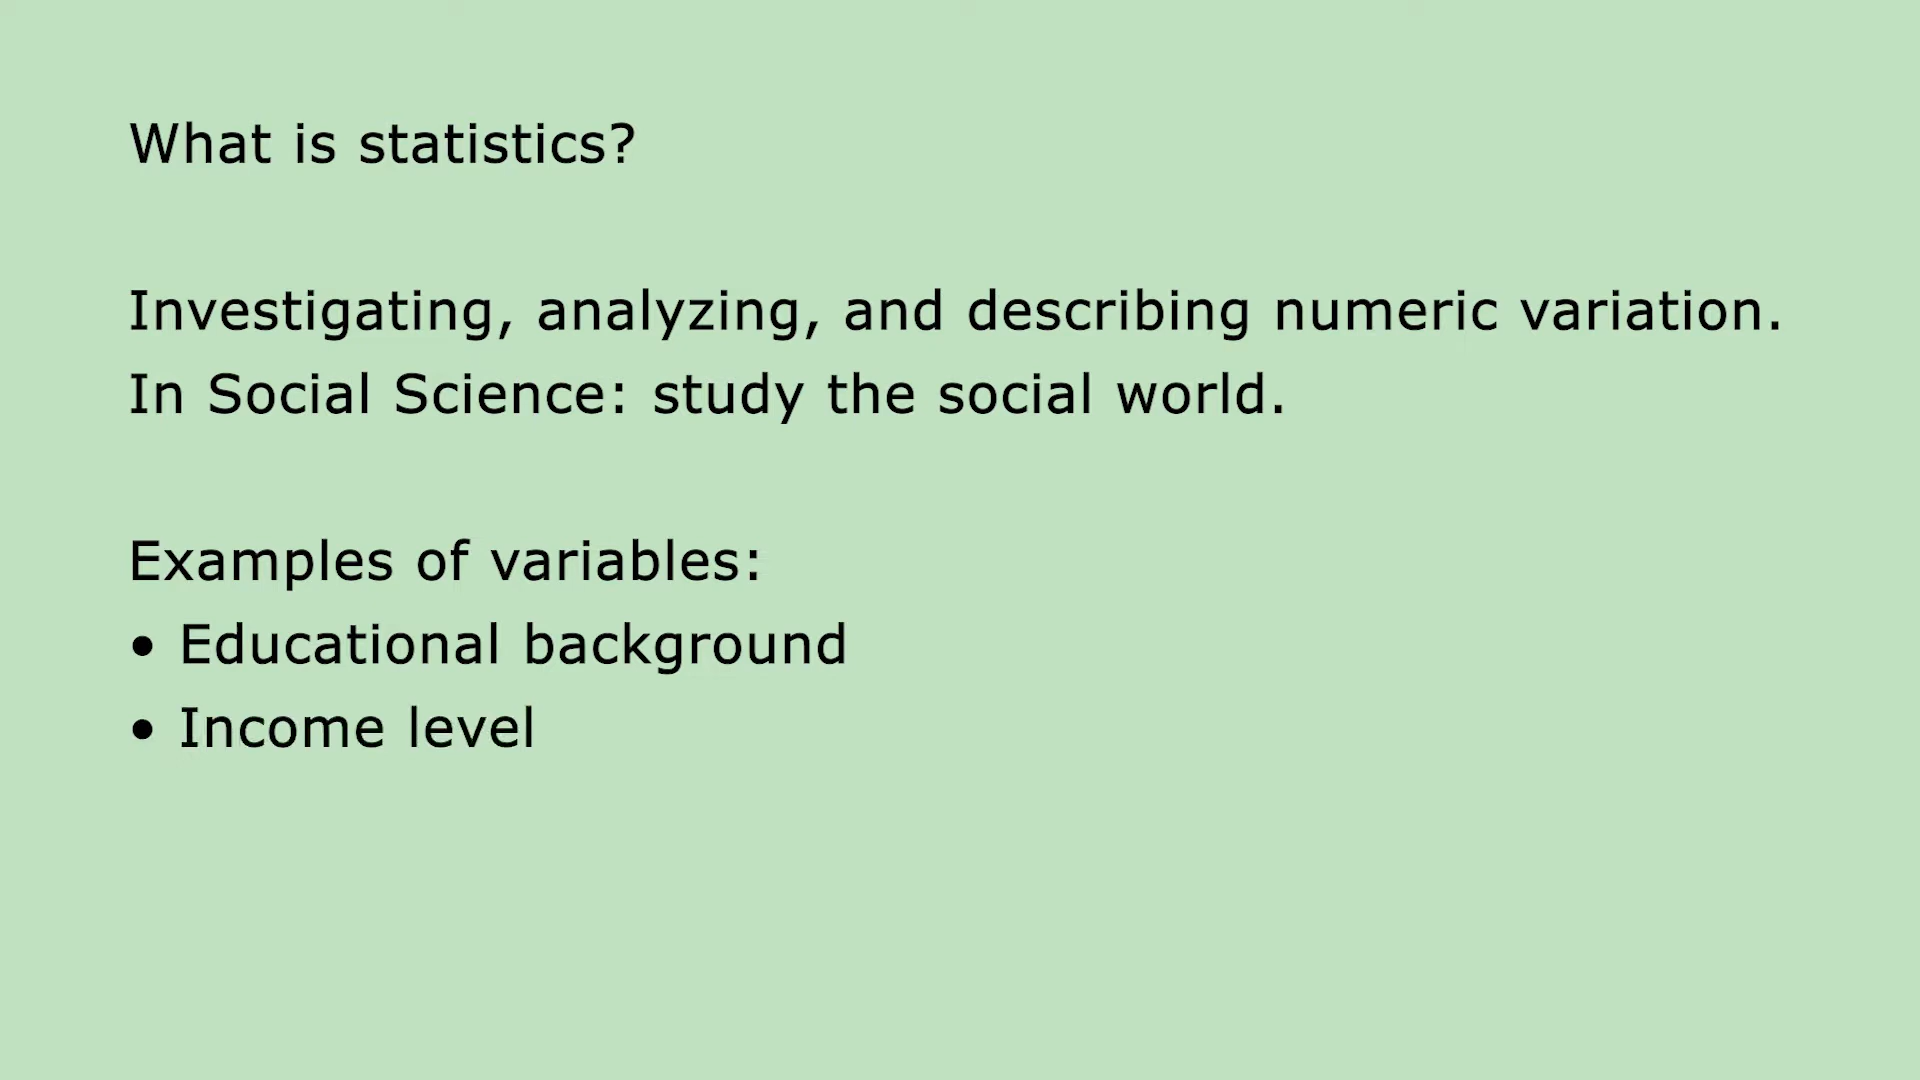 What is statistics?
Investigating, analyzing, and describing numeric variation.
In Social Science: study the social world.
Examples of variables:
• Educational background
• Income level